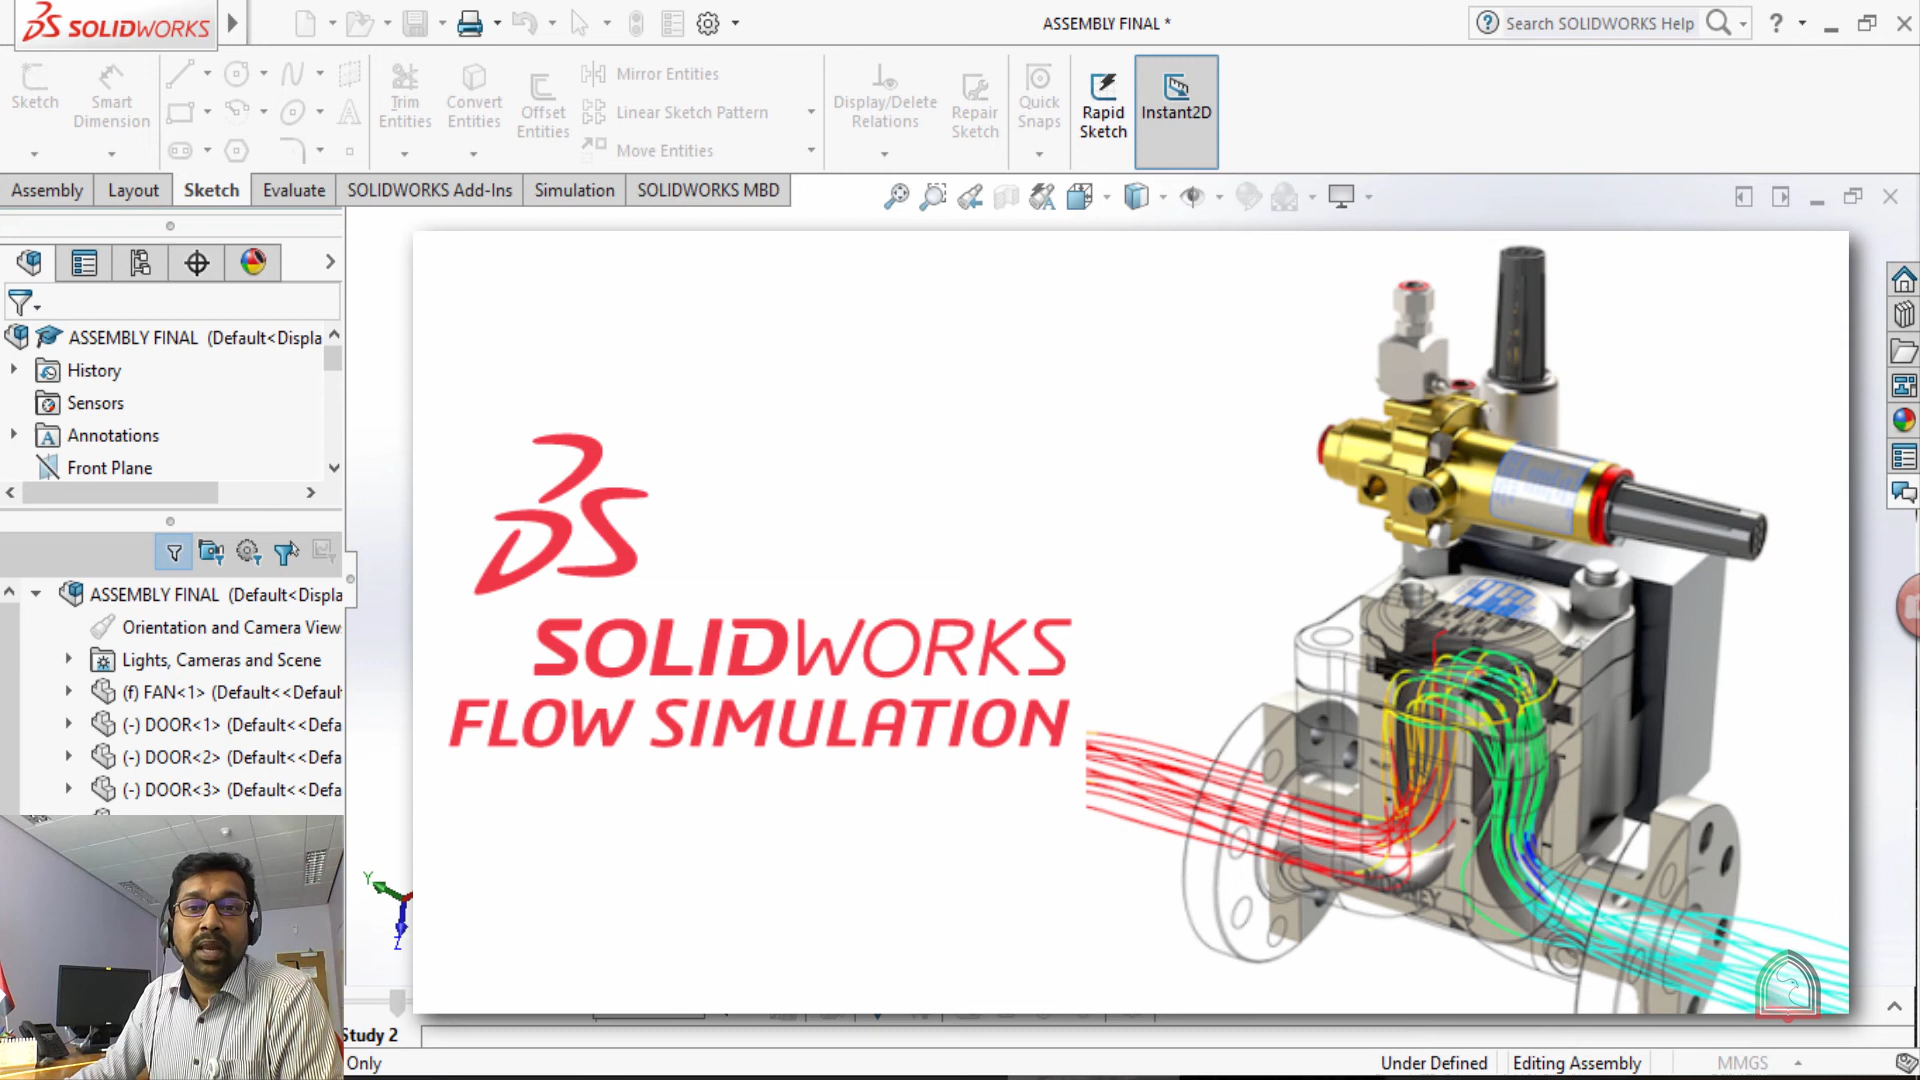 SOLIDWORKS
ASSEMBLY FINAL *
Search SOLIDWORKS Help
?
Sketch
Smart
Dimension
Trim
Entities
Convert
Entities
Offset
Entities
Mirror Entities
Linear Sketch Pattern
Move Entities
Display/Delete
Relations
Repair
Sketch
Quick
Snaps
Rapid
Sketch
Instant2D
Assembly
Layout
Sketch
Evaluate
SOLIDWORKS Add-Ins
Simulation
SOLIDWORKS MBD
ASSEMBLY FINAL (Default<Displa
History
Sensors
Annotations
Front Plane
ASSEMBLY FINAL (Default<Displa
Orientation and Camera View
Lights, Cameras and Scene
(f) FAN<1> (Default<<Defaul
(-) DOOR<1> (Default<<Defa
(-) DOOR<2> (Default<<Defa
(-) DOOR<3> (Default<<Defa
SOLIDWORKS
FLOW SIMULATION
Y
Z
Study 2
Only
Under Defined
Editing Assembly
MMGS